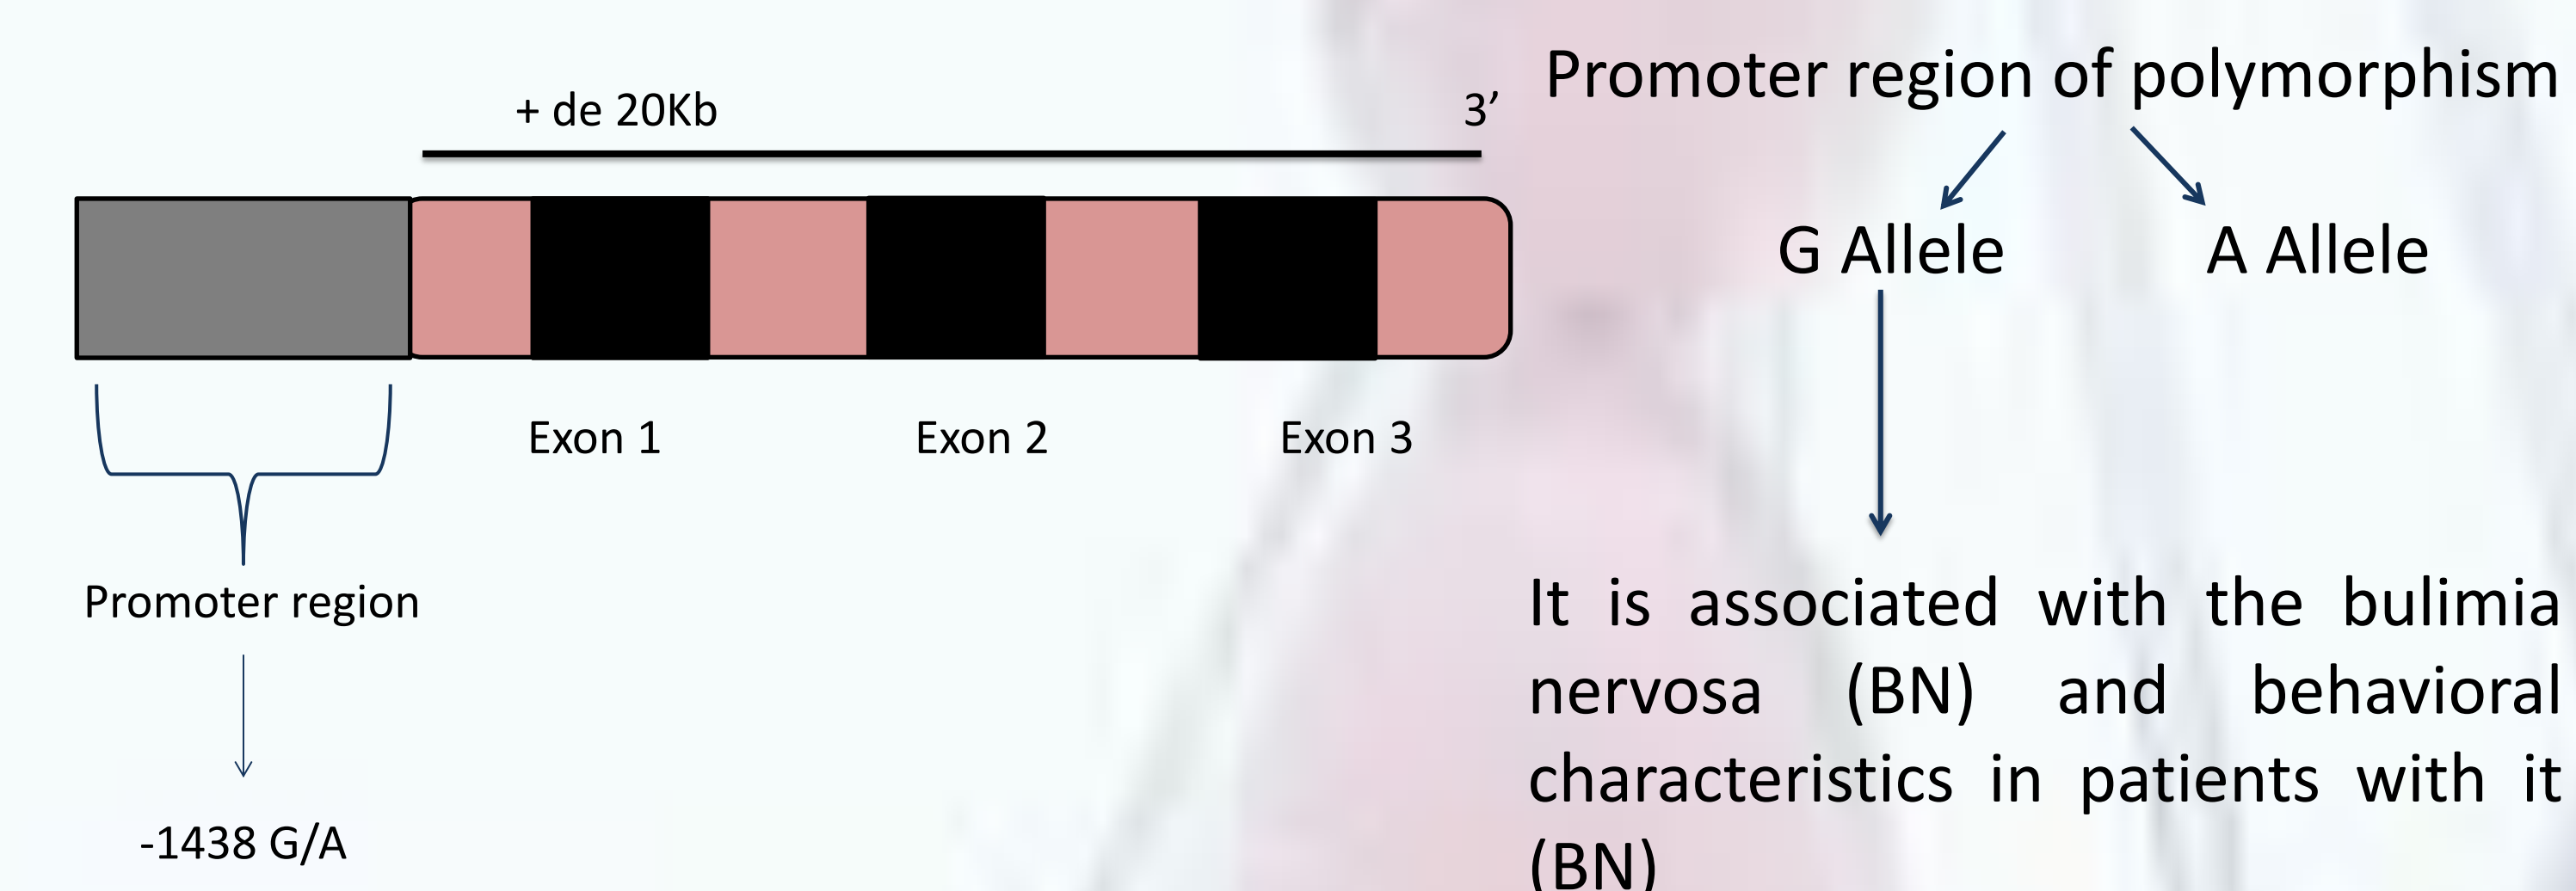 + de 20Kb
3’
Exon 1
Exon 2
Exon 3
Promoter region
-1438 G/A
Promoter region of polymorphism
G Allele
A Allele
It is associated with the bulimia
nervosa (BN) and behavioral
characteristics in patients with it
(BN)